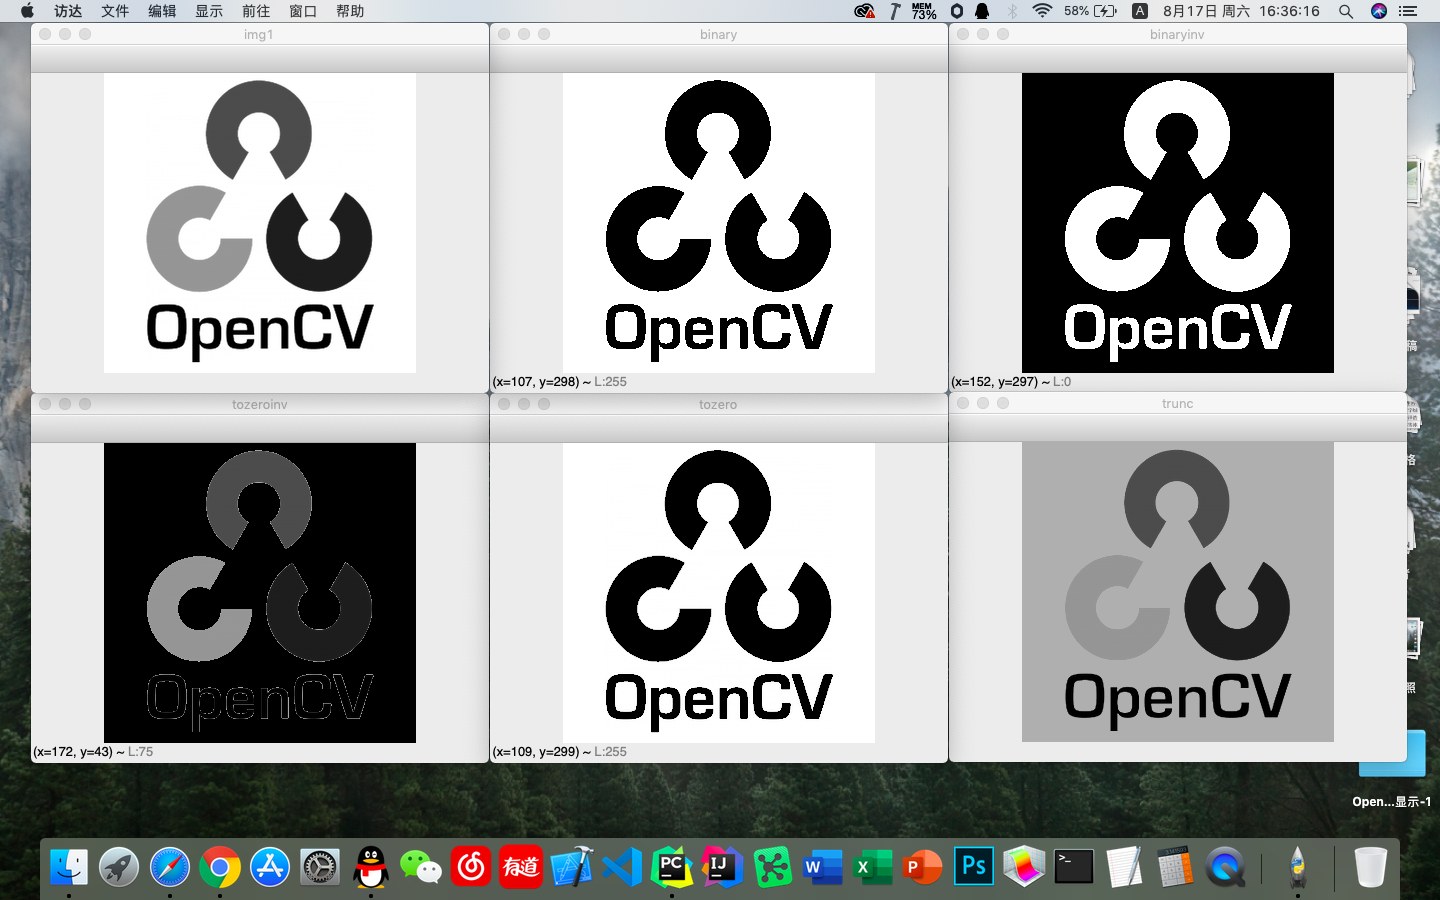 访达 文件 编辑 显示 前往 窗口 帮助 MEM 73% 58% A 8月17日 周六 16:36:16
img1
OpenCV
binary
OpenCV
(x=107, y=298) ~ L:255
binaryinv
OpenCV
(x=152, y=297) ~ L:0
tozeroinv
OpenCV
(x=172, y=43) ~ L:75
tozero
OpenCV
(x=109, y=299) ~ L:255
trunc
OpenCV
稿
格
照
Open...显示-1
有道 PC IJ W X P Ps >_